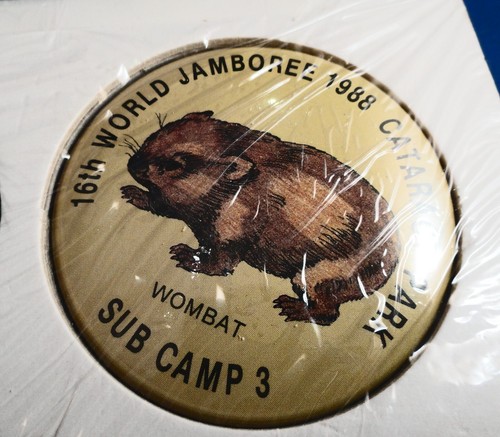 16th WORLD JAMBOREE 1988 PARK
WOMBAT
SUB CAMP 3